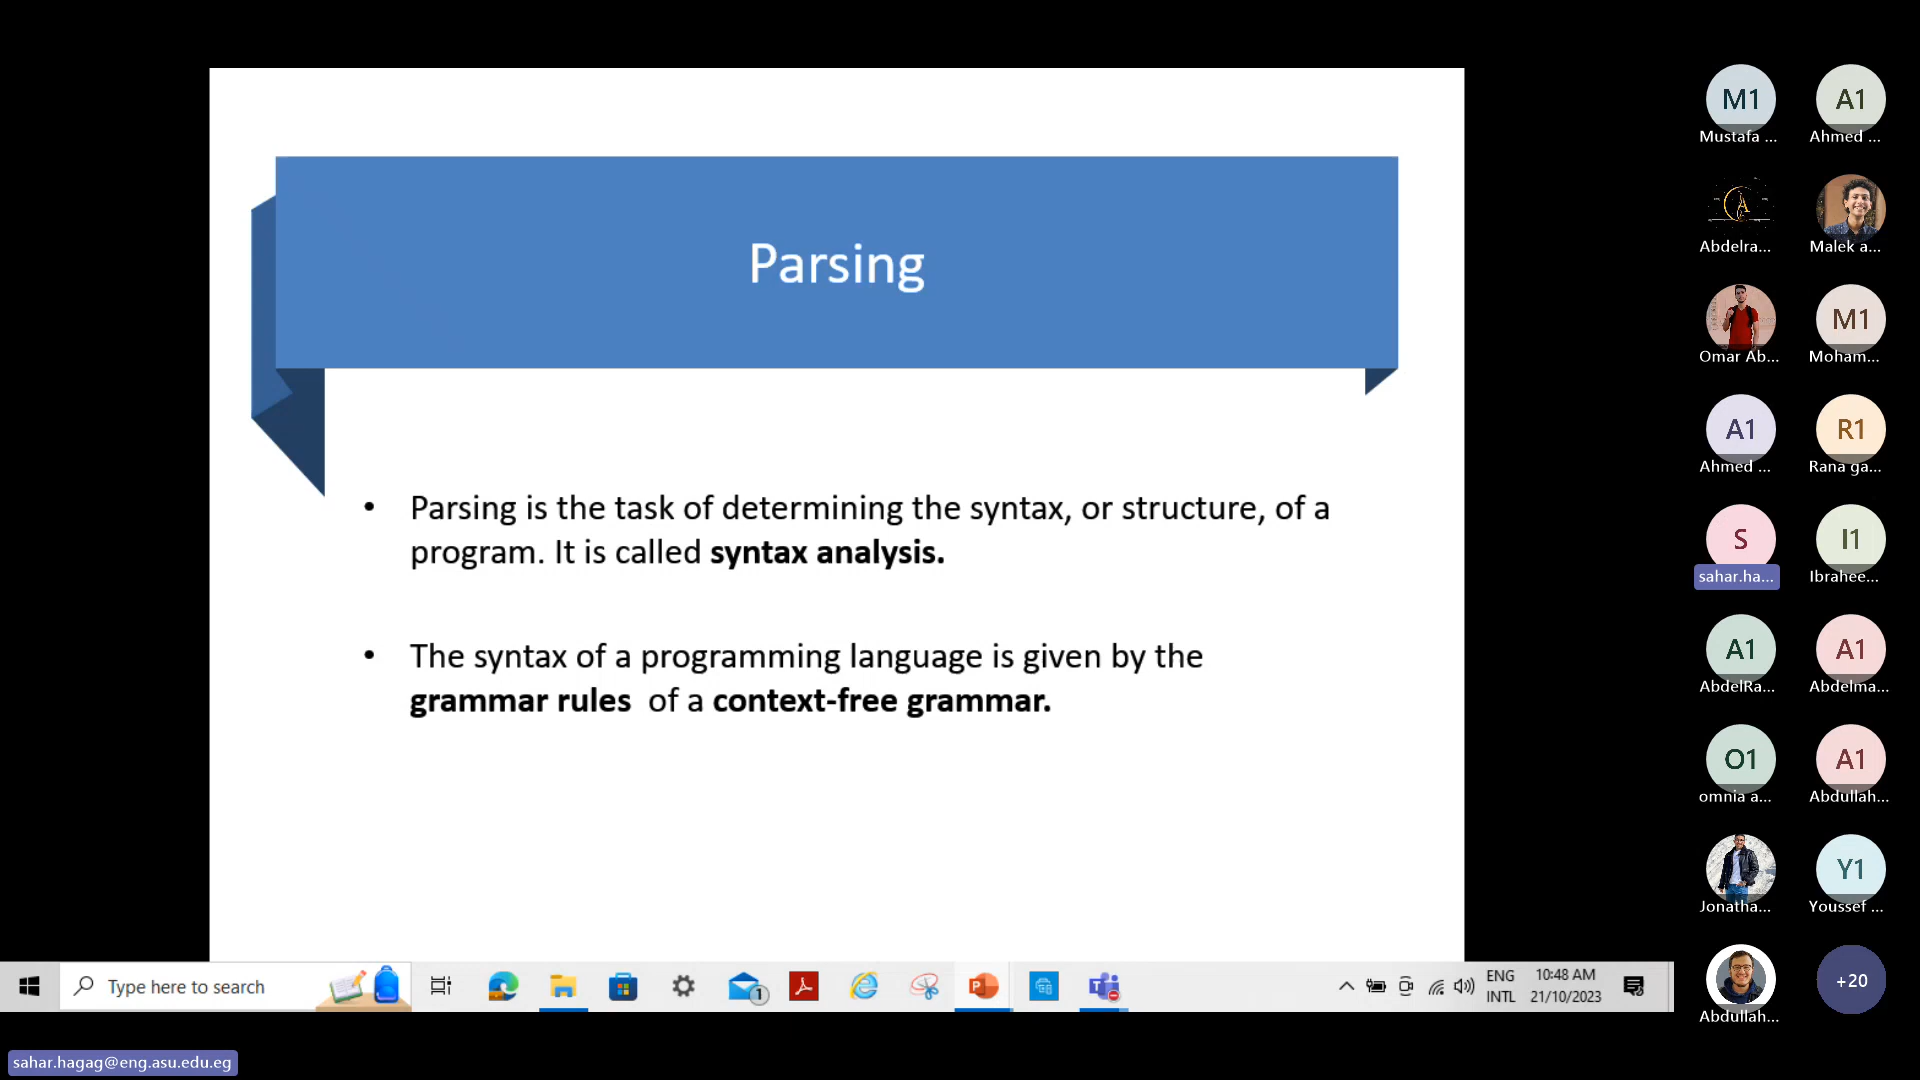 Parsing
• Parsing is the task of determining the syntax, or structure, of a
program. It is called syntax analysis.
• The syntax of a programming language is given by the
grammar rules of a context-free grammar.
M1
Mustafa ...
A1
Ahmed ...
A
Abdelra...
Malek a...
Omar Ab...
M1
Moham...
A1
Ahmed ...
R1
Rana ga...
S
sahar.ha...
I1
Ibrahee...
A1
AbdelRa...
A1
Abdelma...
O1
omnia a...
A1
Abdullah...
Jonatha...
Y1
Youssef ...
Abdullah...
+20
Type here to search
1
ENG
INTL
10:48 AM
21/10/2023
sahar.hagag@eng.asu.edu.eg